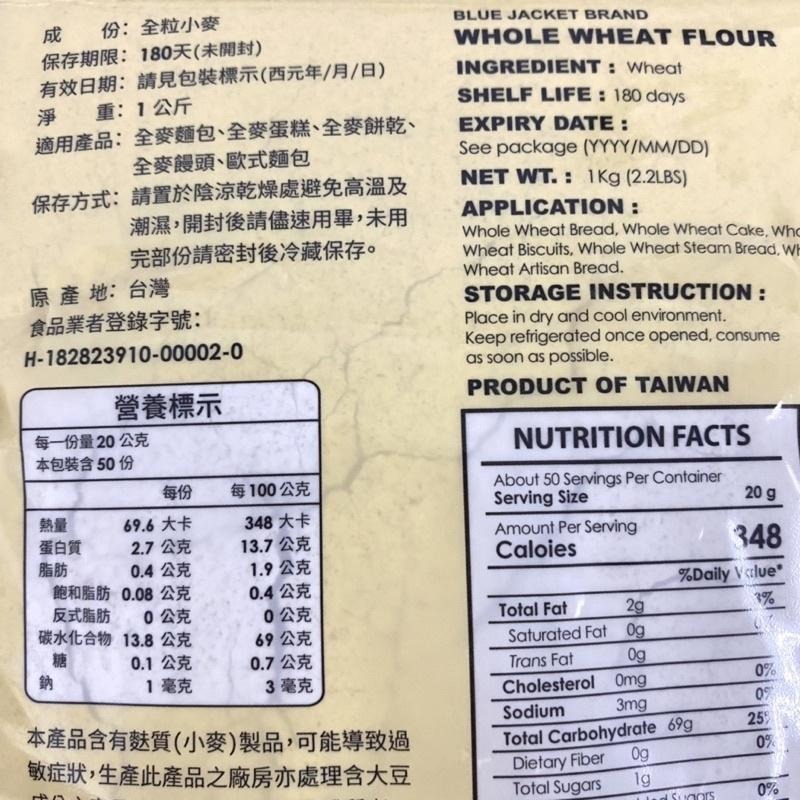 成 份：全粒小麥
保存期限：180天(未開封)
有效日期：請見包裝標示(西元年/月/日)
淨 重：1 公斤
適用產品：全麥麵包、全麥蛋糕、全麥餅乾、
全麥饅頭、歐式麵包
保存方式：請置於陰涼乾燥處避免高溫及
潮濕，開封後請儘速用畢，未用
完部份請密封後冷藏保存。
原 產 地：台灣
食品業者登錄字號：
H-182823910-00002-0
營養標示
每一份量 20 公克
本包裝含 50 份
每份 每 100 公克
熱量 69.6 大卡 348 大卡
蛋白質 2.7 公克 13.7 公克
脂肪 0.4 公克 1.9 公克
飽和脂肪 0.08 公克 0.4 公克
反式脂肪 0 公克 0 公克
碳水化合物 13.8 公克 69 公克
糖 0.1 公克 0.7 公克
鈉 1 毫克 3 毫克
本產品含有麩質(小麥)製品，可能導致過
敏症狀，生產此產品之廠房亦處理含大豆
BLUE JACKET BRAND
WHOLE WHEAT FLOUR
INGREDIENT : Wheat
SHELF LIFE : 180 days
EXPIRY DATE :
See package (YYYY/MM/DD)
NET WT. : 1Kg (2.2LBS)
APPLICATION :
Whole Wheat Bread, Whole Wheat Cake,
Wheat Biscuits, Whole Wheat Steam Bread,
Wheat Artisan Bread.
STORAGE INSTRUCTION :
Place in dry and cool environment.
Keep refrigerated once opened, consume
as soon as possible.
PRODUCT OF TAIWAN
NUTRITION FACTS
About 50 Servings Per Container
Serving Size 20 g
Amount Per Serving
Caloies 348
%Daily Value*
Total Fat 2g
Saturated Fat 0g
Trans Fat 0g
Cholesterol 0mg 0%
Sodium 3mg 0%
Total Carbohydrate 69g 25%
Dietary Fiber 0g 0%
Total Sugars 1g
Sugars 0%